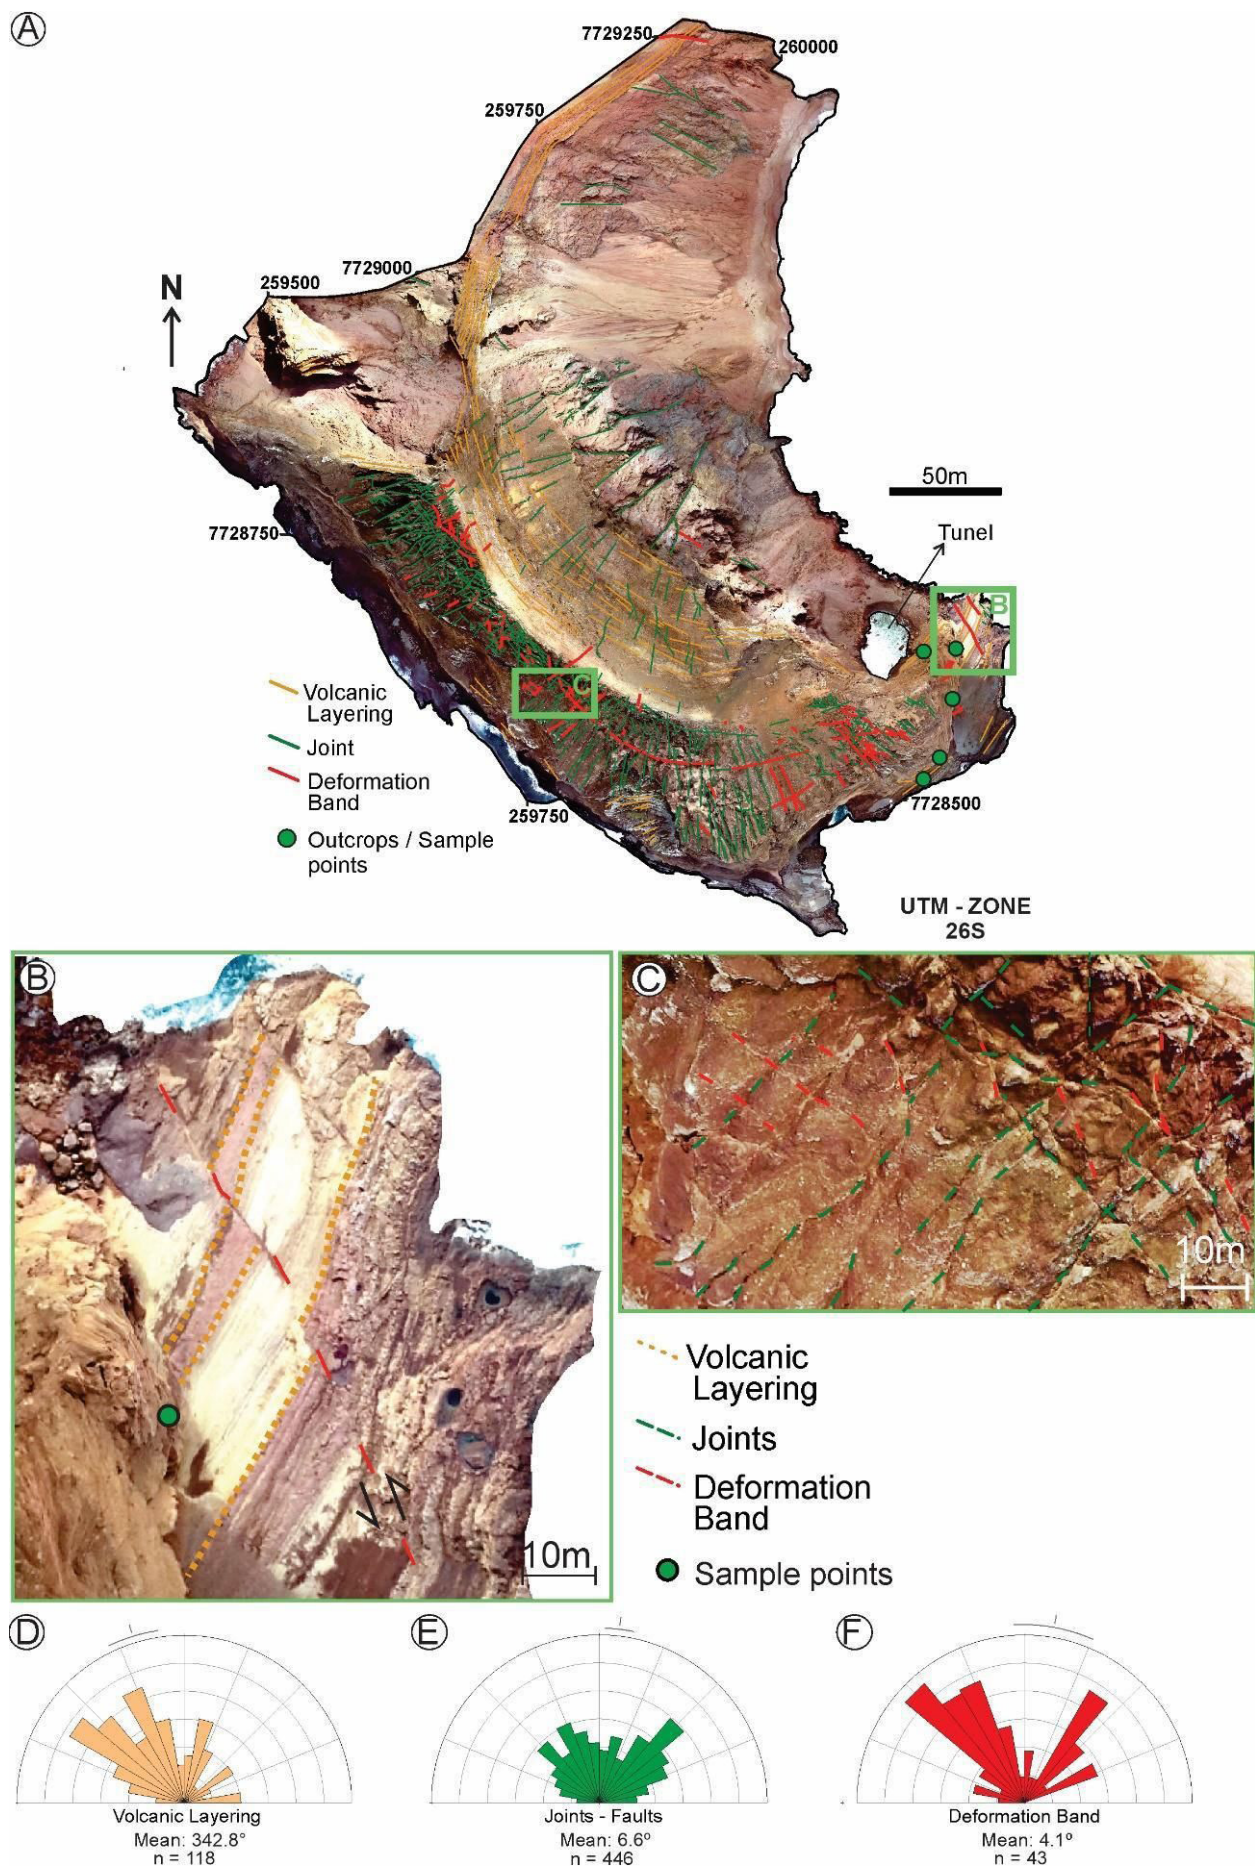 A
7729250
260000
259750
7729000
259500
N
50m
Tunel
7728750
B
C
Volcanic
Layering
Joint
Deformation
Band
Outcrops / Sample
points
259750
7728500
UTM - ZONE
26S
B
10m
C
10m
Volcanic
Layering
Joints
Deformation
Band
Sample points
D
Volcanic Layering
Mean: 342.8°
n = 118
E
Joints - Faults
Mean: 6.6º
n = 446
F
Deformation Band
Mean: 4.1º
n = 43